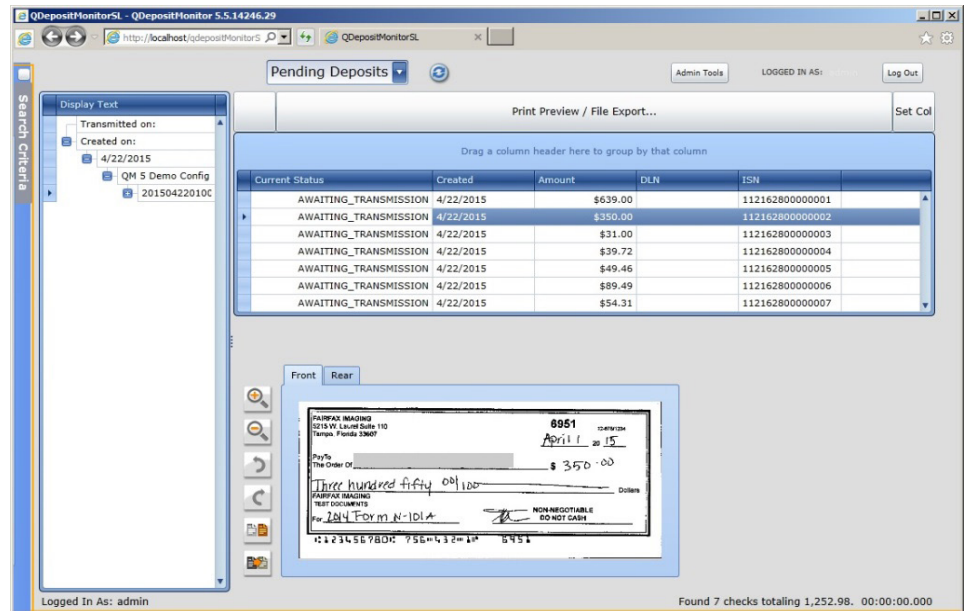 QDepositMonitorSL - QDepositMonitor 5.5.14246.29
http://localhost/qdepositMonitorS
QDepositMonitorSL
Pending Deposits
Admin Tools
LOGGED IN AS:
Log Out
Search Criteria
Display Text
Transmitted on:
Created on:
4/22/2015
QM 5 Demo Config
20150422010C
Print Preview / File Export...
Set Col
Drag a column header here to group by that column
Current Status Created Amount DLN ISN
AWAITING_TRANSMISSION 4/22/2015 $639.00 112162800000001
AWAITING_TRANSMISSION 4/22/2015 $350.00 112162800000002
AWAITING_TRANSMISSION 4/22/2015 $31.00 112162800000003
AWAITING_TRANSMISSION 4/22/2015 $39.72 112162800000004
AWAITING_TRANSMISSION 4/22/2015 $49.46 112162800000005
AWAITING_TRANSMISSION 4/22/2015 $89.49 112162800000006
AWAITING_TRANSMISSION 4/22/2015 $54.31 112162800000007
Front Rear
FAIRFAX IMAGING 6951
5215 W. Laurel Suite 110
Tampa, Florida 33607
April 1 20 15
Pay To
The Order Of $ 350.00
Three hundred fifty 00/100 Dollars
FAIRFAX IMAGING
TEST DOCUMENTS
NON-NEGOTIABLE
DO NOT CASH
For 2014 Form N-101A
6951
Logged In As: admin
Found 7 checks totaling 1,252.98. 00:00:00.000